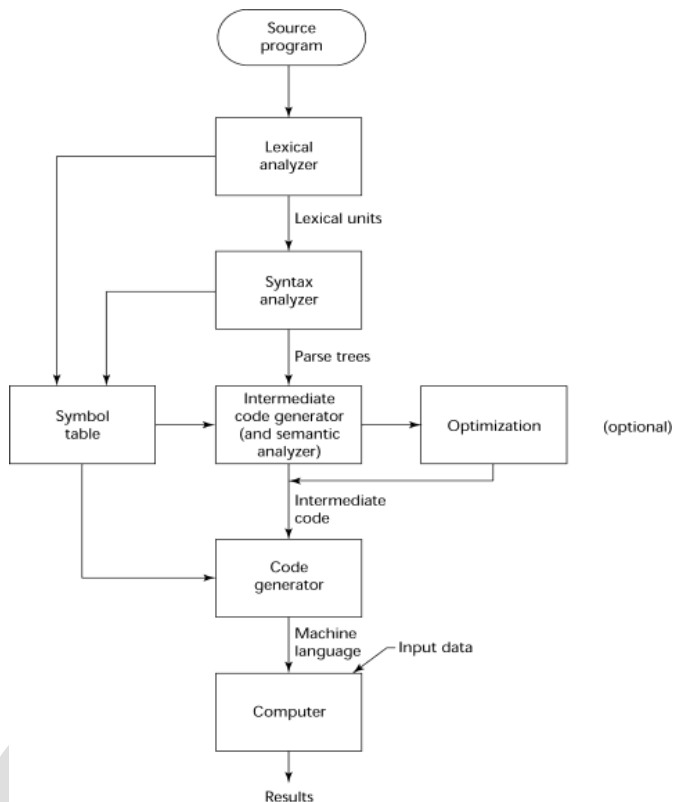 Source
program
Lexical
analyzer
Lexical units
Syntax
analyzer
Parse trees
Symbol
table
Intermediate
code generator
(and semantic
analyzer)
Optimization
(optional)
Intermediate
code
Code
generator
Machine
language
Input data
Computer
Results